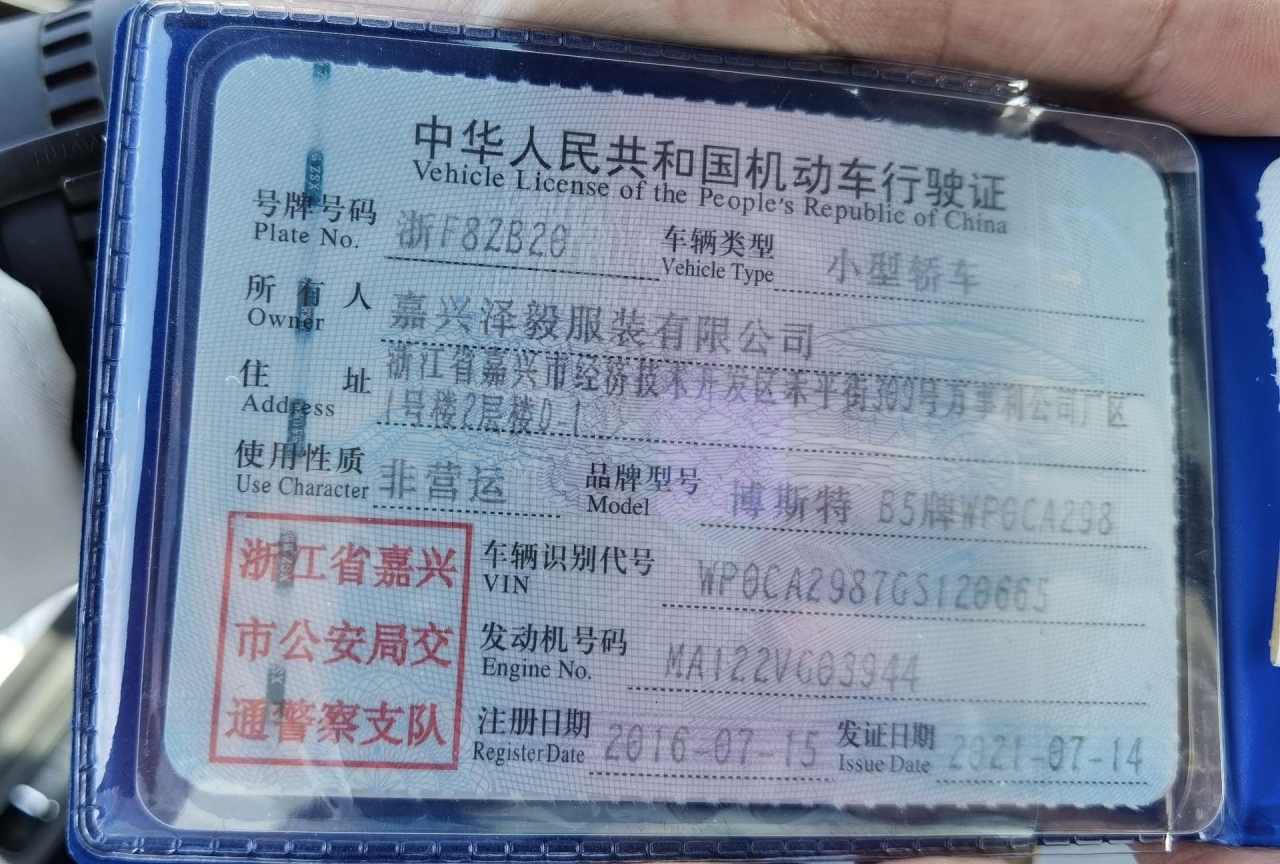 中华人民共和国机动车行驶证
Vehicle License of the People's Republic of China
号牌号码 浙F8ZB20 车辆类型 小型轿车
Plate No. Vehicle Type
所有人 嘉兴泽毅服装有限公司
Owner
住址 浙江省嘉兴市经济技术开发区禾平街399号万事利公司厂区
Address 1号楼2层楼D-1
使用性质 非营运 品牌型号 博斯特 B5牌WP0CA298
Use Character Model
浙江省嘉兴
市公安局交
通警察支队
车辆识别代号 WP0CA2987GS120665
VIN
发动机号码 MA122VG03944
Engine No.
注册日期 2016-07-15 发证日期 2021-07-14
Register Date Issue Date